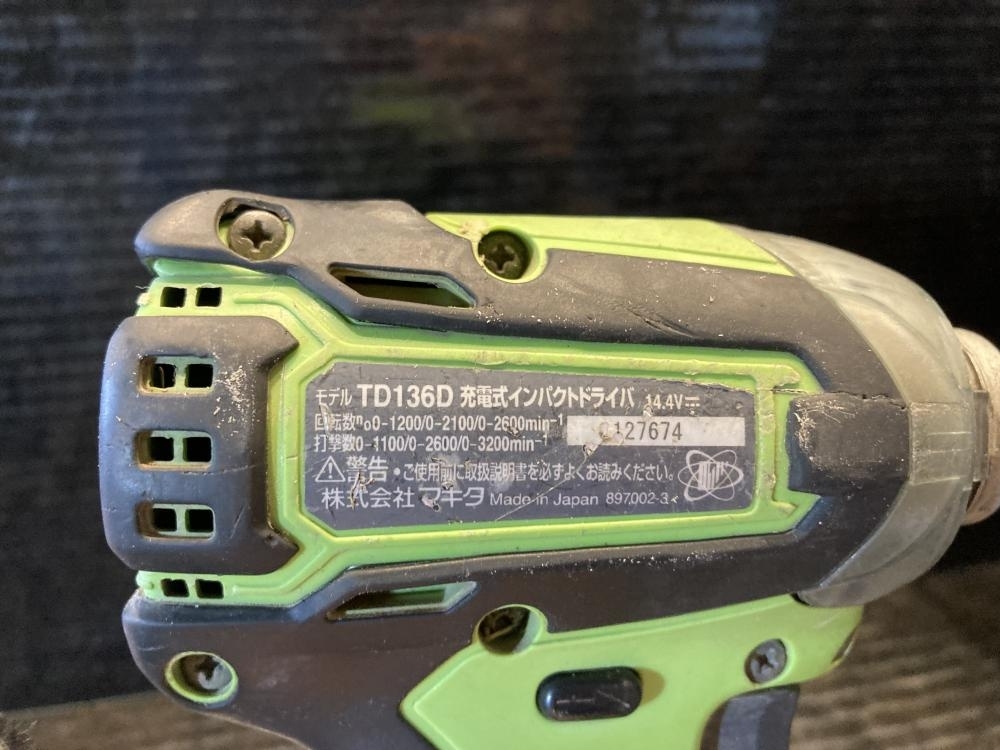 モデル TD136D 充電式インパクトドライバ 14.4V⎓
回転数n₀0-1200/0-2100/0-2600min⁻¹
127674
打撃数0-1100/0-2600/0-3200min⁻¹
⚠警告・ご使用前に取扱説明書を必ずよくお読みください。
株式会社マキタ Made in Japan 897002-3